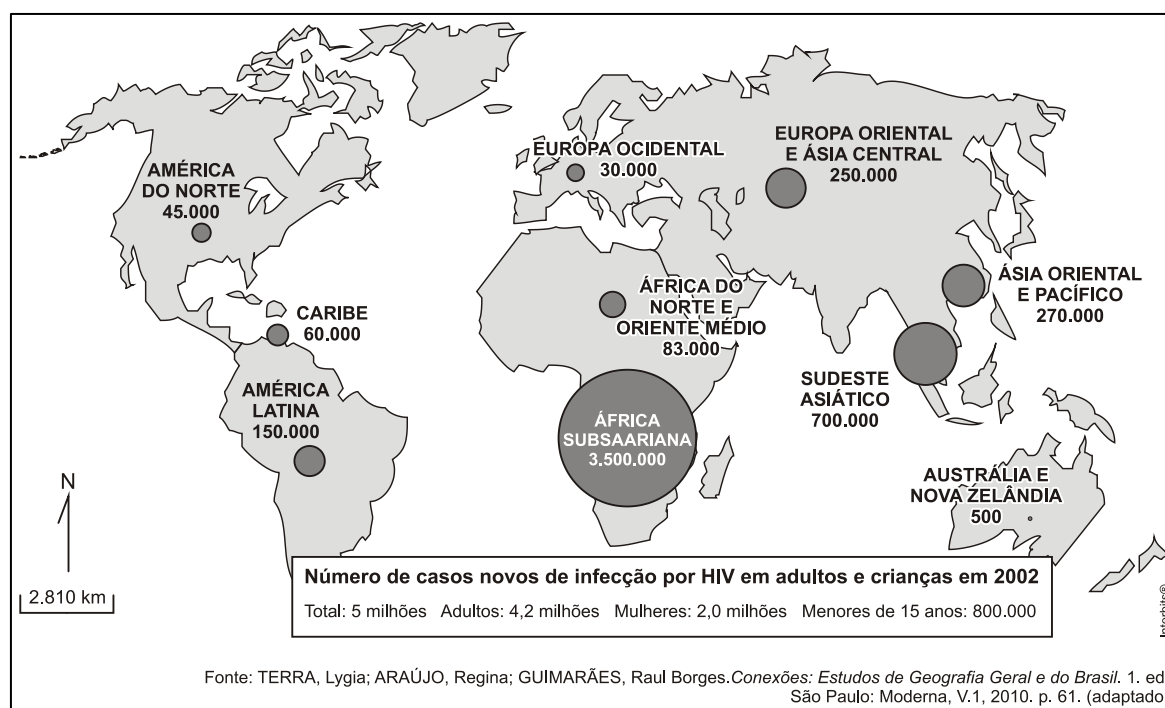 AMÉRICA
DO NORTE
45.000
EUROPA OCIDENTAL
30.000
EUROPA ORIENTAL
E ÁSIA CENTRAL
250.000
CARIBE
60.000
ÁFRICA DO
NORTE E
ORIENTE MÉDIO
83.000
ÁSIA ORIENTAL
E PACÍFICO
270.000
AMÉRICA
LATINA
150.000
ÁFRICA
SUBSAARIANA
3.500.000
SUDESTE
ASIÁTICO
700.000
AUSTRÁLIA E
NOVA ZELÂNDIA
500
N
2.810 km
Número de casos novos de infecção por HIV em adultos e crianças em 2002
Total: 5 milhões Adultos: 4,2 milhões Mulheres: 2,0 milhões Menores de 15 anos: 800.000
Interbits®
Fonte: TERRA, Lygia; ARAÚJO, Regina; GUIMARÃES, Raul Borges.Conexões: Estudos de Geografia Geral e do Brasil. 1. ed
São Paulo: Moderna, V.1, 2010. p. 61. (adaptado